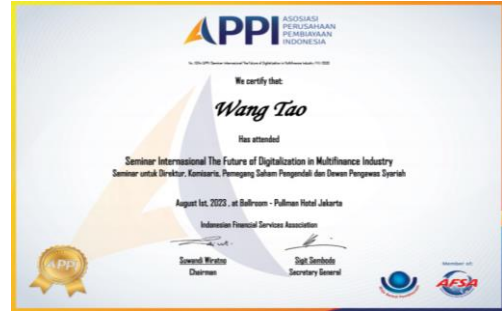 APPI
ASOSIASI
PERUSAHAAN
PEMBIAYAAN
INDONESIA
We certify that:
Wang Tao
Has attended
Seminar Internasional The Future of Digitalization in Multifinance Industry
Seminar untuk Direktur, Komisaris, Pemegang Saham Pengendali dan Dewan Pengawas Syariah
August 1st, 2023 , at Ballroom - Pullman Hotel Jakarta
Indonesian Financial Services Association
Suwandi Wiratno
Chairman
Sigit Sembodo
Secretary General
APPI
Member of:
AFSA